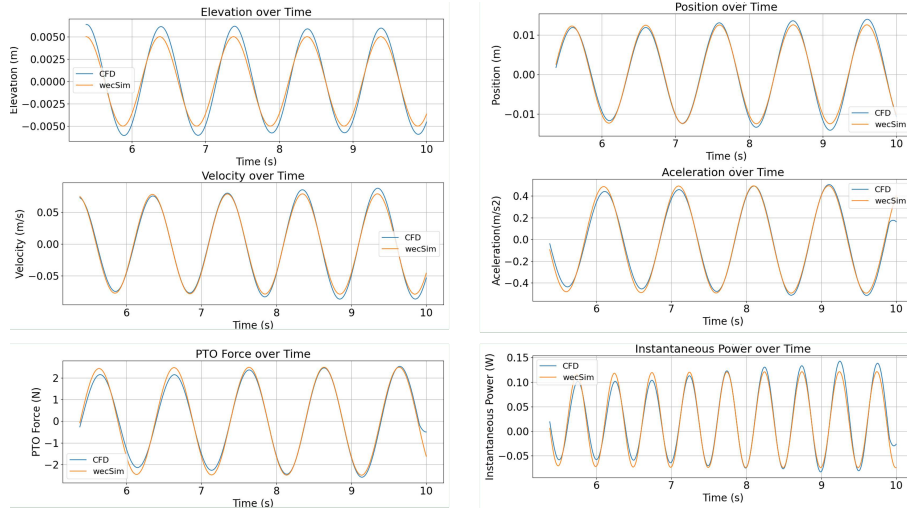 Elevation over Time
Elevation (m)
0.0050
0.0025
0.0000
−0.0025
−0.0050
CFD
wecSim
6 7 8 9 10
Time (s)
Position over Time
Position (m)
0.01
0.00
−0.01
CFD
wecSim
6 7 8 9 10
Time (s)
Velocity over Time
Velocity (m/s)
0.05
0.00
−0.05
CFD
wecSim
6 7 8 9 10
Time (s)
Aceleration over Time
Aceleration(m/s2)
0.4
0.2
0.0
−0.2
−0.4
CFD
wecSim
6 7 8 9 10
Time (s)
PTO Force over Time
PTO Force (N)
2
1
0
−1
−2
CFD
wecSim
6 7 8 9 10
Time (s)
Instantaneous Power over Time
Instantaneous Power (W)
0.15
0.10
0.05
0.00
−0.05
CFD
wecSim
6 7 8 9 10
Time (s)